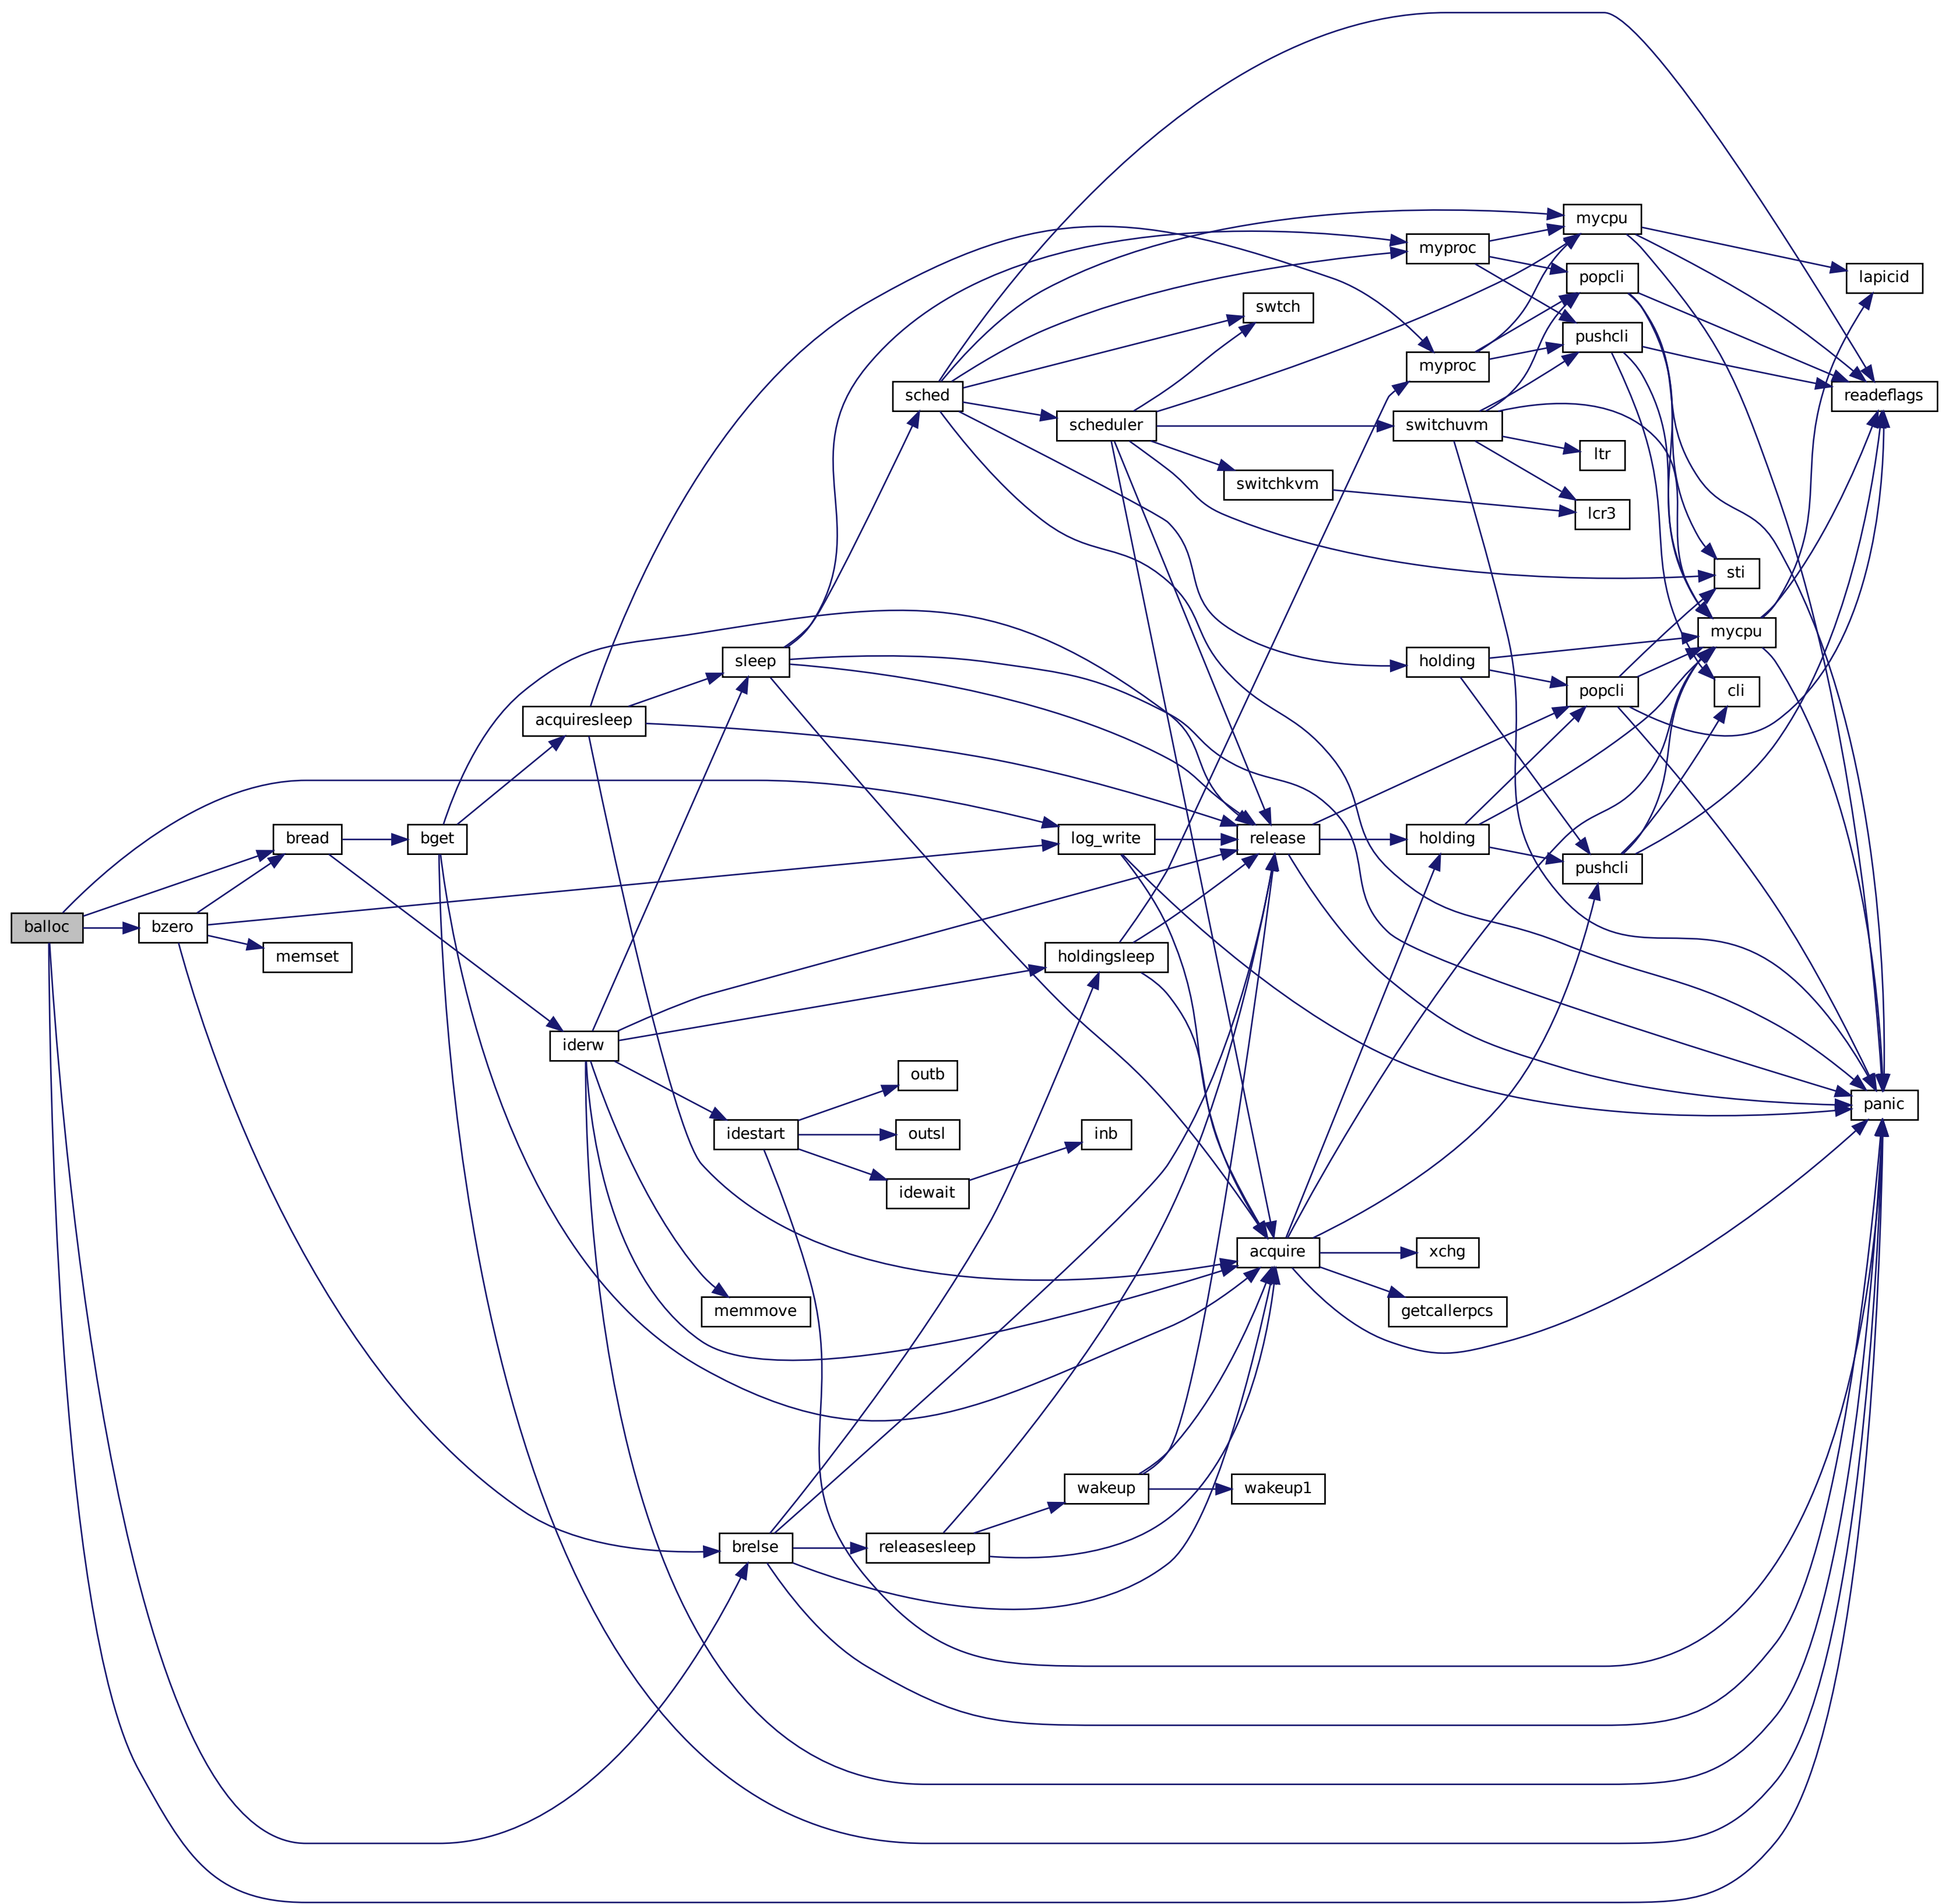 mycpu
myproc
popcli
lapicid
swtch
pushcli
myproc
sched
readeflags
scheduler
switchuvm
ltr
switchkvm
lcr3
sti
mycpu
sleep
holding
popcli
cli
acquiresleep
bread
bget
log_write
release
holding
pushcli
balloc
bzero
memset
holdingsleep
iderw
outb
panic
idestart
outsl
inb
idewait
acquire
xchg
memmove
getcallerpcs
wakeup
wakeup1
brelse
releasesleep